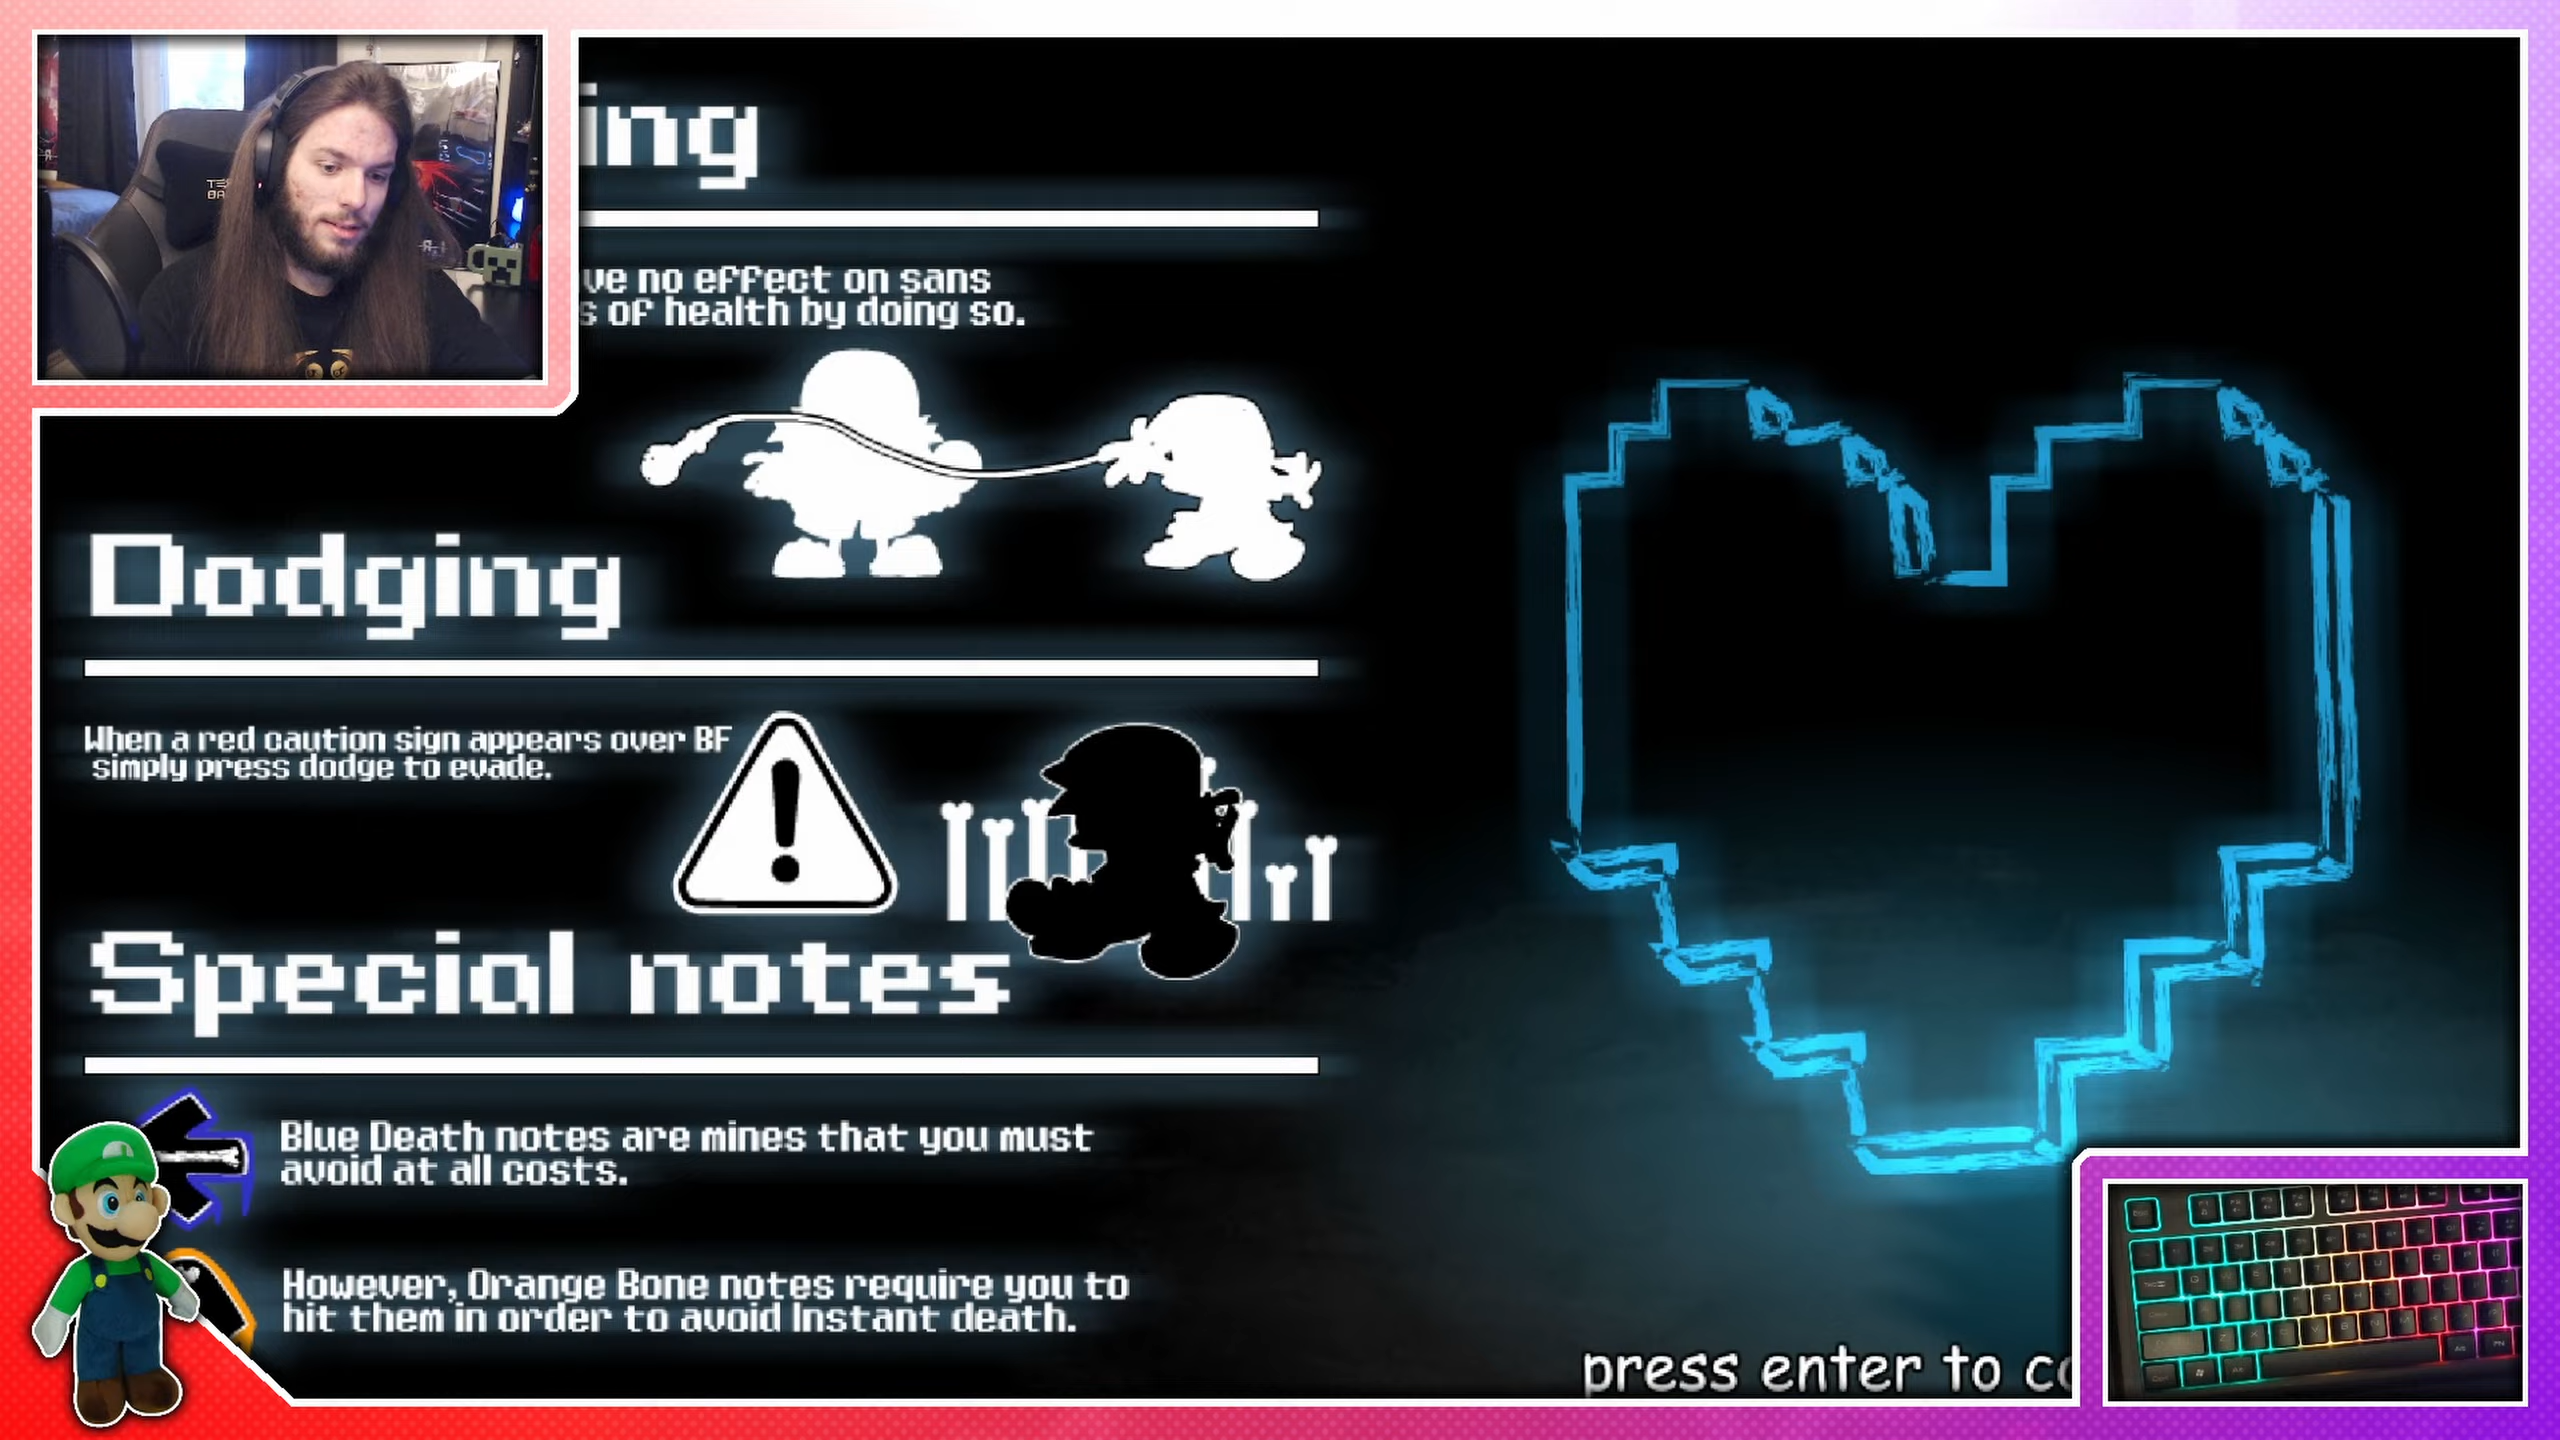 ing
ve no effect on sans
s of health by doing so.
Dodging
When a red caution sign appears over BF
simply press dodge to evade.
!
Special notes
Blue Death notes are mines that you must
avoid at all costs.
However, Orange Bone notes require you to
hit them in order to avoid Instant death.
press enter to co